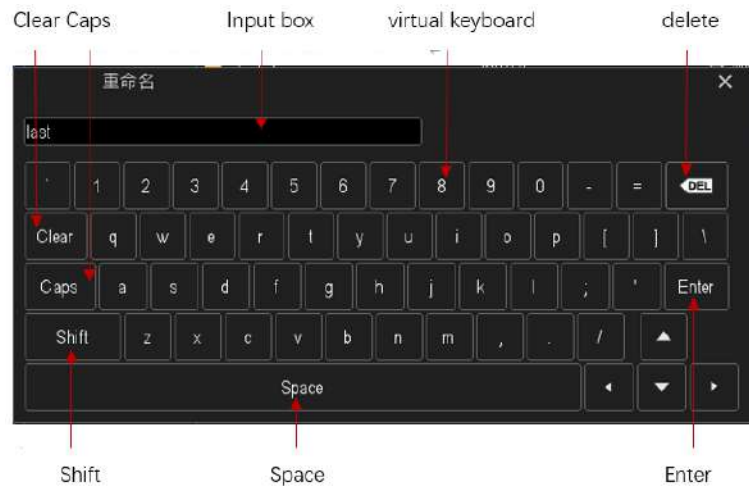 Clear Caps Input box virtual keyboard delete
重命名 ×
last
` 1 2 3 4 5 6 7 8 9 0 - = DEL
Clear q w e r t y u i o p [ ] \
Caps a s d f g h j k l ; ' Enter
Shift z x c v b n m , . /
Space
Shift Space Enter